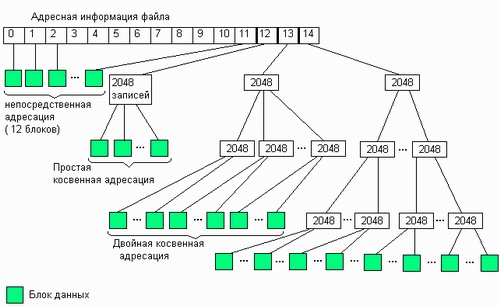 Адресная информация файла
0 1 2 3 4 5 6 7 8 9 10 11 12 13 14
...
непосредственная
адресация
( 12 блоков)
2048
записей
2048
2048
...
Простая
косвенная адресация
2048 2048 ... 2048
2048 ... 2048
...
Двойная косвенная
адресация
2048 ... 2048 2048 ... 2048
... ... ... ...
Блок данных